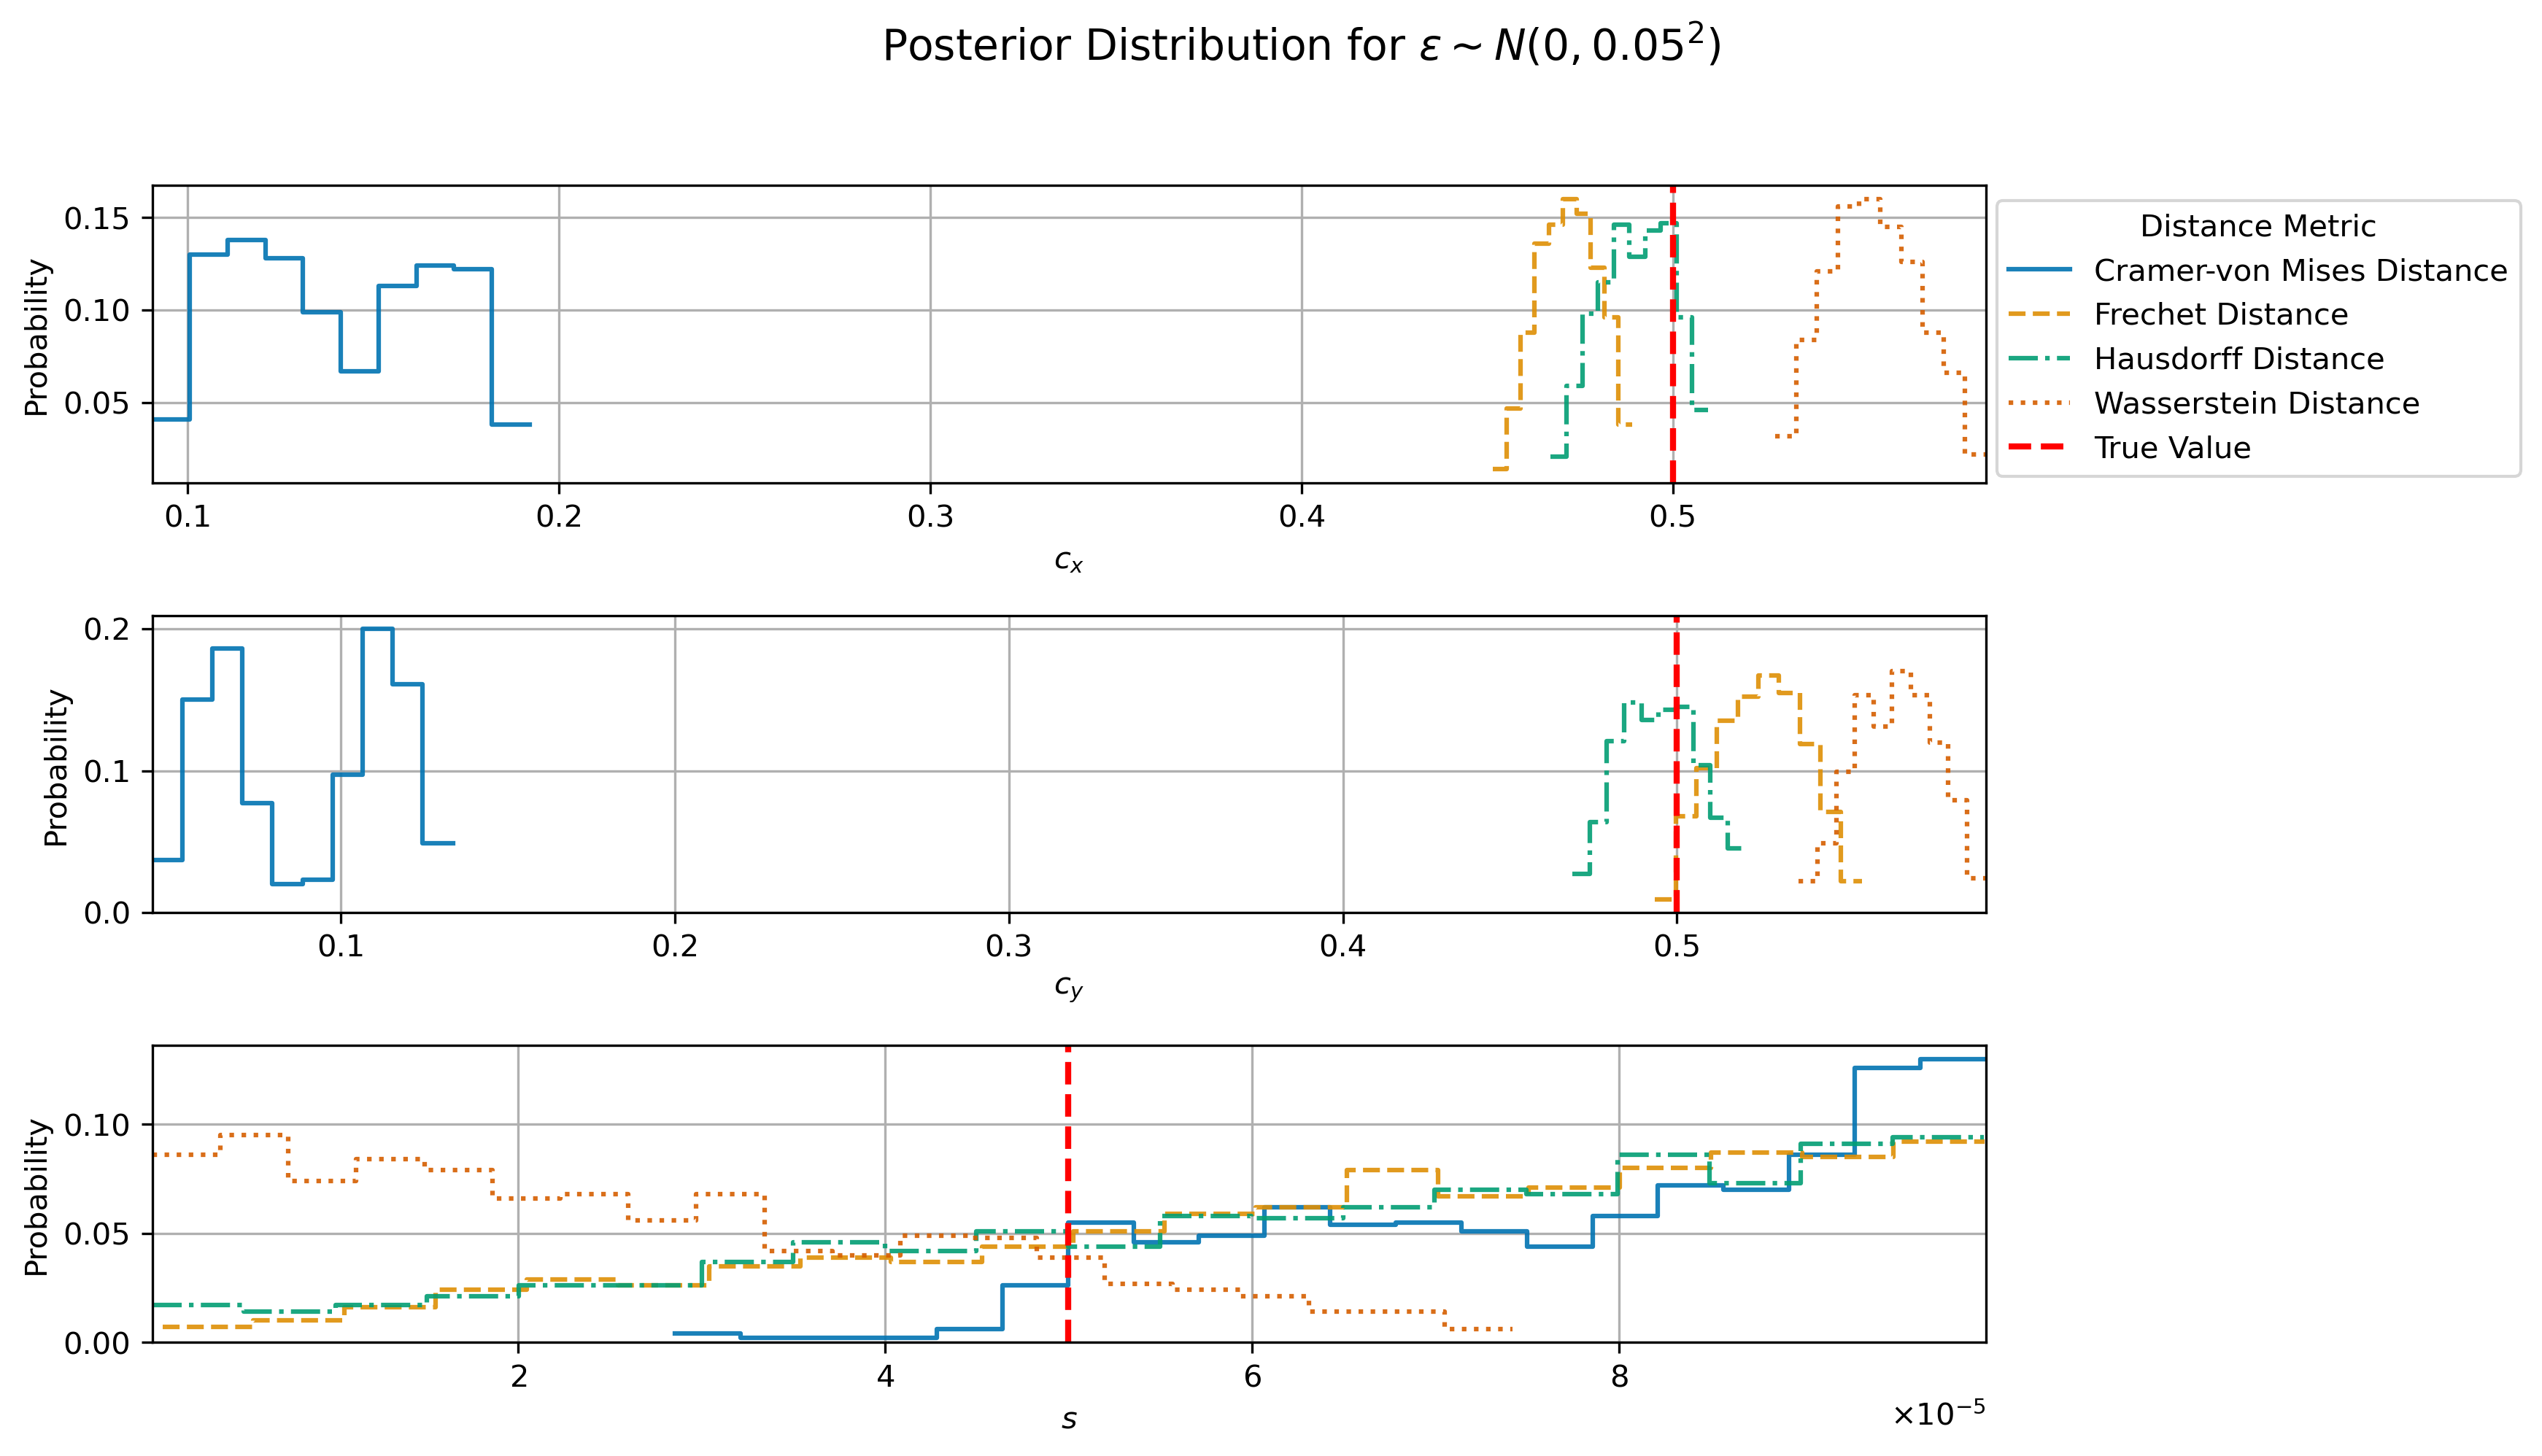 Posterior Distribution for ε ~ N(0, 0.05²)
Probability
0.15
0.10
0.05
0.1 0.2 0.3 0.4 0.5
cₓ
Distance Metric
Cramer-von Mises Distance
Frechet Distance
Hausdorff Distance
Wasserstein Distance
True Value
Probability
0.2
0.1
0.0
0.1 0.2 0.3 0.4 0.5
c_y
Probability
0.10
0.05
0.00
2 4 6 8
s
×10⁻⁵